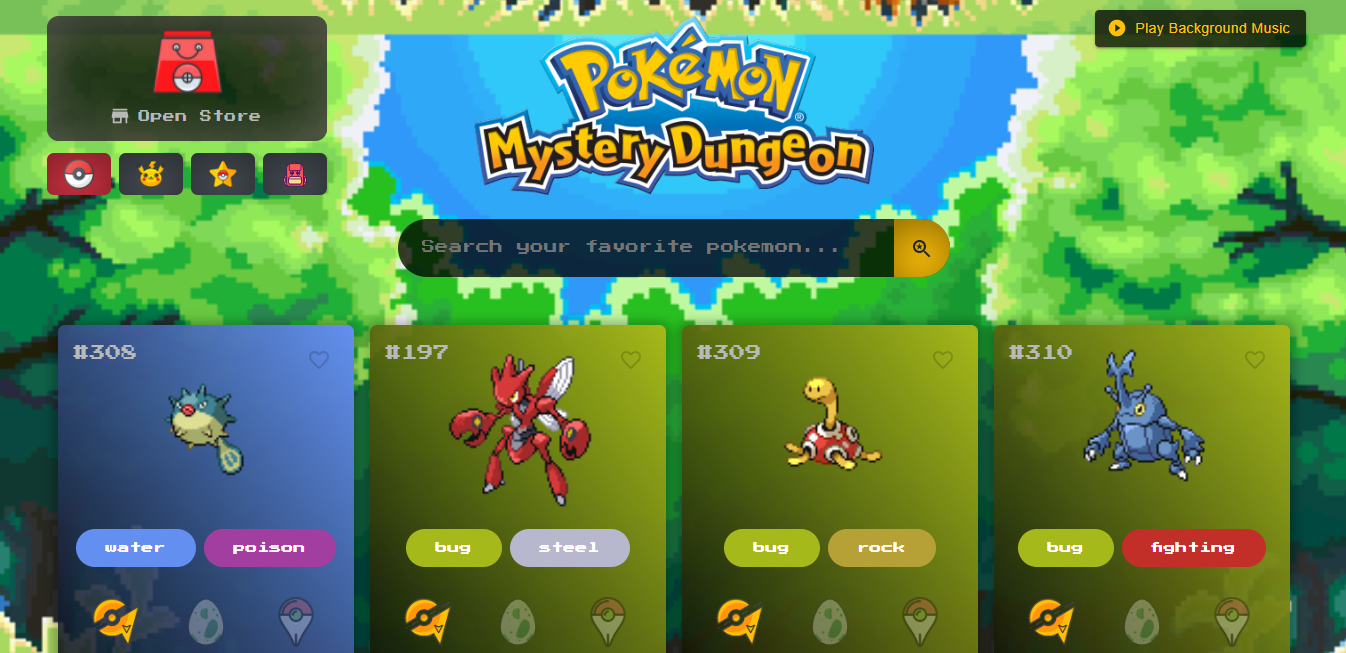 Play Background Music
Open Store
POKéMON®
Mystery Dungeon
Search your favorite pokemon...
#308
#197
#309
#310
water
poison
bug
steel
bug
rock
bug
fighting